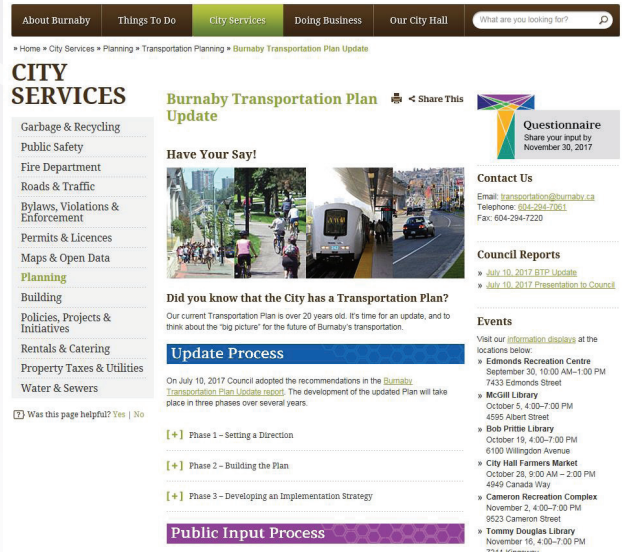 About Burnaby
Things To Do
City Services
Doing Business
Our City Hall
What are you looking for?
» Home » City Services » Planning » Transportation Planning » Burnaby Transportation Plan Update
CITY
SERVICES
Garbage & Recycling
Public Safety
Fire Department
Roads & Traffic
Bylaws, Violations &
Enforcement
Permits & Licences
Maps & Open Data
Planning
Building
Policies, Projects &
Initiatives
Rentals & Catering
Property Taxes & Utilities
Water & Sewers
[?] Was this page helpful? Yes | No
Burnaby Transportation Plan
Update
Share This
Have Your Say!
Did you know that the City has a Transportation Plan?
Our current Transportation Plan is over 20 years old. It's time for an update, and to
think about the "big picture" for the future of Burnaby's transportation.
Update Process
On July 10, 2017 Council adopted the recommendations in the Burnaby
Transportation Plan Update report. The development of the updated Plan will take
place in three phases over several years.
[+] Phase 1 – Setting a Direction
[+] Phase 2 – Building the Plan
[+] Phase 3 – Developing an Implementation Strategy
Public Input Process
Questionnaire
Share your input by
November 30, 2017
Contact Us
Email: transportation@burnaby.ca
Telephone: 604-294-7061
Fax: 604-294-7220
Council Reports
» July 10, 2017 BTP Update
» July 10, 2017 Presentation to Council
Events
Visit our information displays at the
locations below:
» Edmonds Recreation Centre
September 30, 10:00 AM–1:00 PM
7433 Edmonds Street
» McGill Library
October 5, 4:00–7:00 PM
4595 Albert Street
» Bob Prittie Library
October 19, 4:00–7:00 PM
6100 Willingdon Avenue
» City Hall Farmers Market
October 28, 9:00 AM – 2:00 PM
4949 Canada Way
» Cameron Recreation Complex
November 2, 4:00–7:00 PM
9523 Cameron Street
» Tommy Douglas Library
November 16, 4:00–7:00 PM